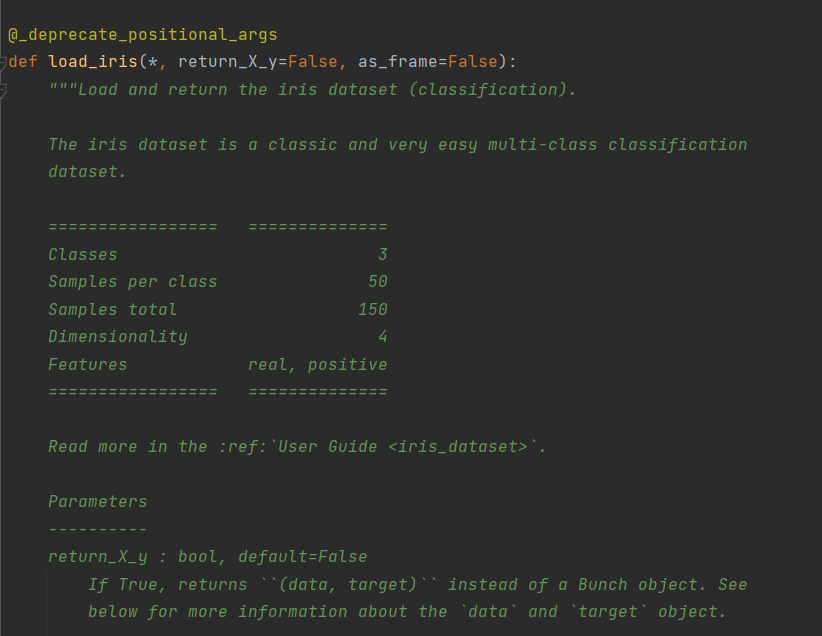 @_deprecate_positional_args
def load_iris(*, return_X_y=False, as_frame=False):
    """Load and return the iris dataset (classification).

    The iris dataset is a classic and very easy multi-class classification
    dataset.

    =================   ==============
    Classes                          3
    Samples per class               50
    Samples total                  150
    Dimensionality                   4
    Features            real, positive
    =================   ==============

    Read more in the :ref:`User Guide <iris_dataset>`.

    Parameters
    ----------
    return_X_y : bool, default=False
        If True, returns ``(data, target)`` instead of a Bunch object. See
        below for more information about the `data` and `target` object.